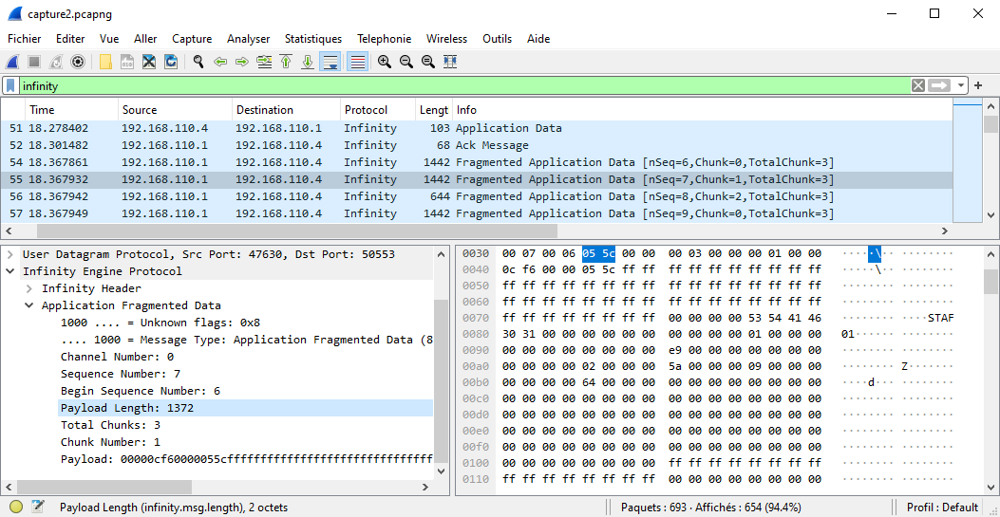 capture2.pcapng
Fichier Editer Vue Aller Capture Analyser Statistiques Telephonie Wireless Outils Aide
infinity
Time Source Destination Protocol Lengt Info
51 18.278402 192.168.110.4 192.168.110.1 Infinity 103 Application Data
52 18.301482 192.168.110.1 192.168.110.4 Infinity 68 Ack Message
54 18.367861 192.168.110.1 192.168.110.4 Infinity 1442 Fragmented Application Data [nSeq=6,Chunk=0,TotalChunk=3]
55 18.367932 192.168.110.1 192.168.110.4 Infinity 1442 Fragmented Application Data [nSeq=7,Chunk=1,TotalChunk=3]
56 18.367942 192.168.110.1 192.168.110.4 Infinity 644 Fragmented Application Data [nSeq=8,Chunk=2,TotalChunk=3]
57 18.367949 192.168.110.1 192.168.110.4 Infinity 1442 Fragmented Application Data [nSeq=9,Chunk=0,TotalChunk=3]
User Datagram Protocol, Src Port: 47630, Dst Port: 50553
Infinity Engine Protocol
Infinity Header
Application Fragmented Data
1000 .... = Unknown flags: 0x8
.... 1000 = Message Type: Application Fragmented Data (8
Channel Number: 0
Sequence Number: 7
Begin Sequence Number: 6
Payload Length: 1372
Total Chunks: 3
Chunk Number: 1
Payload: 00000cf60000055cffffffffffffffffffffffffffffffff
0030 00 07 00 06 05 5c 00 00 00 03 00 00 00 01 00 00 ·····\·· ········
0040 0c f6 00 00 05 5c ff ff ff ff ff ff ff ff ff ff ·····\·· ········
0050 ff ff ff ff ff ff ff ff ff ff ff ff ff ff ff ff ········ ········
0060 ff ff ff ff ff ff ff ff ff ff ff ff ff ff ff ff ········ ········
0070 ff ff ff ff ff ff ff ff 00 00 00 00 53 54 41 46 ········ ····STAF
0080 30 31 00 00 00 00 00 00 00 00 00 00 01 00 00 00 01······ ········
0090 00 00 00 00 00 00 00 00 e9 00 00 00 00 00 00 00 ········ ········
00a0 00 00 00 00 02 00 00 00 5a 00 00 00 09 00 00 00 ········ Z·······
00b0 00 00 00 00 64 00 00 00 00 00 00 00 00 00 00 00 ····d··· ········
00c0 00 00 00 00 00 00 00 00 00 00 00 00 00 00 00 00 ········ ········
00d0 00 00 00 00 00 00 00 00 00 00 00 00 00 00 00 00 ········ ········
00e0 00 00 00 00 00 00 00 00 00 00 00 00 00 00 00 00 ········ ········
00f0 00 00 00 00 00 00 00 00 00 00 00 00 00 00 00 00 ········ ········
0100 00 00 00 00 00 00 00 00 ff ff ff ff ff ff ff ff ········ ········
0110 ff ff ff ff ff ff ff ff ff ff ff ff 00 00 00 00 ········ ········
Payload Length (infinity.msg.length), 2 octets Paquets : 693 · Affichés : 654 (94.4%) Profil : Default